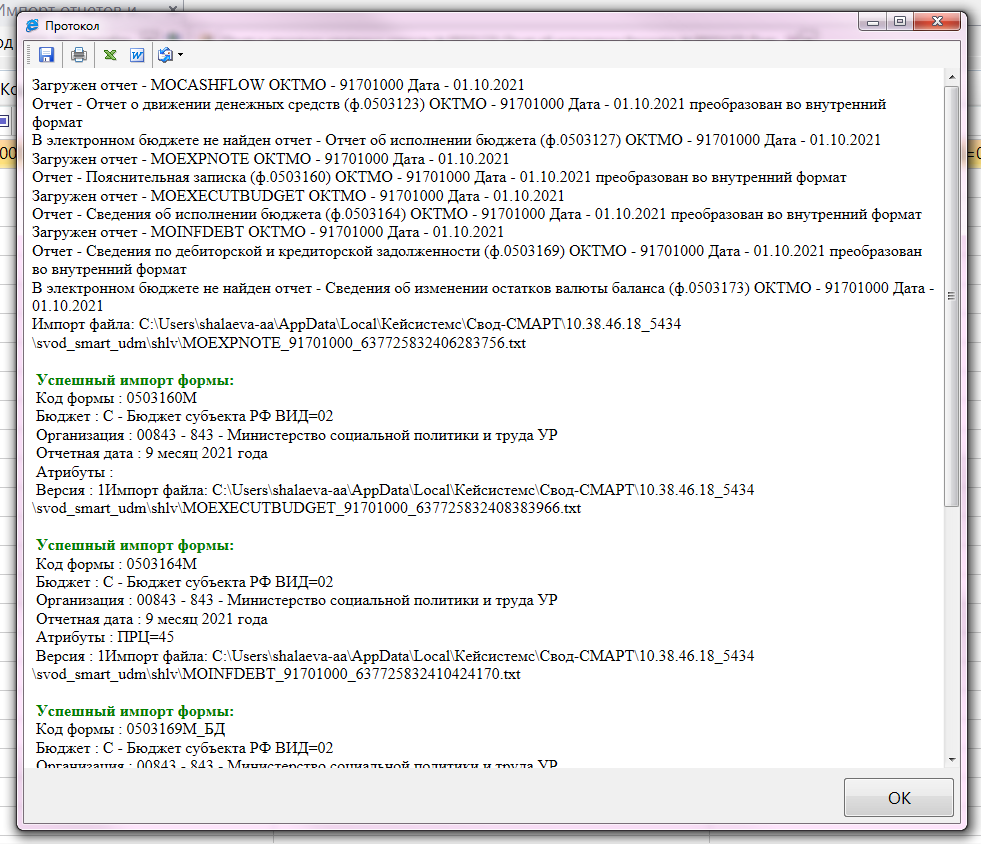 Импорт отчетов и
Протокол
Загружен отчет - MOCASHFLOW ОКТМО - 91701000 Дата - 01.10.2021
Отчет - Отчет о движении денежных средств (ф.0503123) ОКТМО - 91701000 Дата - 01.10.2021 преобразован во внутренний
формат
В электронном бюджете не найден отчет - Отчет об исполнении бюджета (ф.0503127) ОКТМО - 91701000 Дата - 01.10.2021
Загружен отчет - MOEXPNOTE ОКТМО - 91701000 Дата - 01.10.2021
Отчет - Пояснительная записка (ф.0503160) ОКТМО - 91701000 Дата - 01.10.2021 преобразован во внутренний формат
Загружен отчет - MOEXECUTBUDGET ОКТМО - 91701000 Дата - 01.10.2021
Отчет - Сведения об исполнении бюджета (ф.0503164) ОКТМО - 91701000 Дата - 01.10.2021 преобразован во внутренний формат
Загружен отчет - MOINFDEBT ОКТМО - 91701000 Дата - 01.10.2021
Отчет - Сведения по дебиторской и кредиторской задолженности (ф.0503169) ОКТМО - 91701000 Дата - 01.10.2021 преобразован
во внутренний формат
В электронном бюджете не найден отчет - Сведения об изменении остатков валюты баланса (ф.0503173) ОКТМО - 91701000 Дата -
01.10.2021
Импорт файла: C:\Users\shalaeva-aa\AppData\Local\Кейсистемс\Свод-СМАРТ\10.38.46.18_5434
\svod_smart_udm\shlv\MOEXPNOTE_91701000_637725832406283756.txt
Успешный импорт формы:
Код формы : 0503160М
Бюджет : С - Бюджет субъекта РФ ВИД=02
Организация : 00843 - 843 - Министерство социальной политики и труда УР
Отчетная дата : 9 месяц 2021 года
Атрибуты :
Версия : 1Импорт файла: C:\Users\shalaeva-aa\AppData\Local\Кейсистемс\Свод-СМАРТ\10.38.46.18_5434
\svod_smart_udm\shlv\MOEXECUTBUDGET_91701000_637725832408383966.txt
Успешный импорт формы:
Код формы : 0503164М
Бюджет : С - Бюджет субъекта РФ ВИД=02
Организация : 00843 - 843 - Министерство социальной политики и труда УР
Отчетная дата : 9 месяц 2021 года
Атрибуты : ПРЦ=45
Версия : 1Импорт файла: C:\Users\shalaeva-aa\AppData\Local\Кейсистемс\Свод-СМАРТ\10.38.46.18_5434
\svod_smart_udm\shlv\MOINFDEBT_91701000_637725832410424170.txt
Успешный импорт формы:
Код формы : 0503169М_БД
Бюджет : С - Бюджет субъекта РФ ВИД=02
Организация : 00843 - 843 - Министерство социальной политики и труда УР
OK